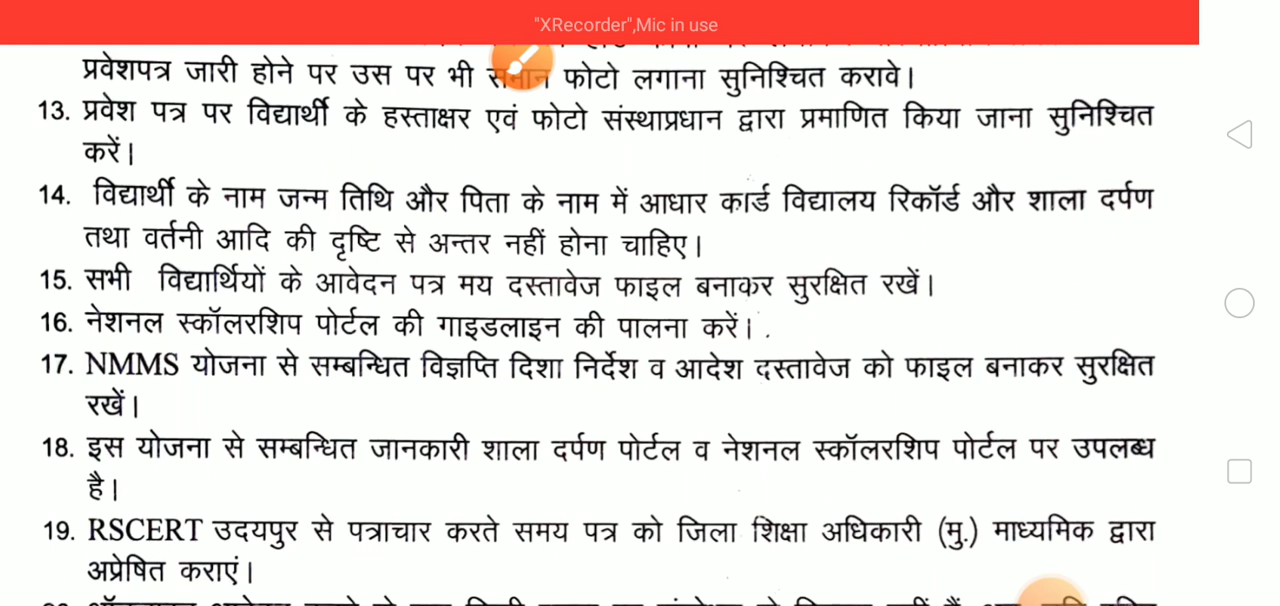 "XRecorder",Mic in use
प्रवेशपत्र जारी होने पर उस पर भी समान फोटो लगाना सुनिश्चित करावे।
13. प्रवेश पत्र पर विद्यार्थी के हस्ताक्षर एवं फोटो संस्थाप्रधान द्वारा प्रमाणित किया जाना सुनिश्चित
करें।
14. विद्यार्थी के नाम जन्म तिथि और पिता के नाम में आधार कार्ड विद्यालय रिकॉर्ड और शाला दर्पण
तथा वर्तनी आदि की दृष्टि से अन्तर नहीं होना चाहिए।
15. सभी विद्यार्थियों के आवेदन पत्र मय दस्तावेज फाइल बनाकर सुरक्षित रखें।
16. नेशनल स्कॉलरशिप पोर्टल की गाइडलाइन की पालना करें। .
17. NMMS योजना से सम्बन्धित विज्ञप्ति दिशा निर्देश व आदेश दस्तावेज को फाइल बनाकर सुरक्षित
रखें।
18. इस योजना से सम्बन्धित जानकारी शाला दर्पण पोर्टल व नेशनल स्कॉलरशिप पोर्टल पर उपलब्ध
है।
19. RSCERT उदयपुर से पत्राचार करते समय पत्र को जिला शिक्षा अधिकारी (मु.) माध्यमिक द्वारा
अप्रेषित कराएं।